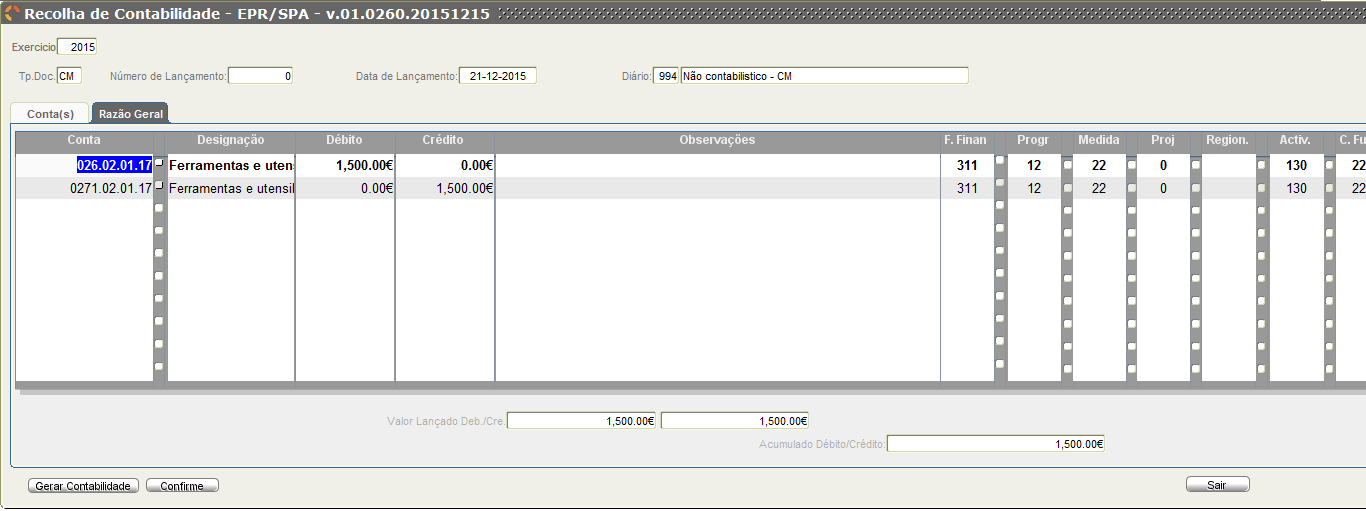 Recolha de Contabilidade - EPR/SPA - v.01.0260.20151215
Exercicio 2015
Tp.Doc. CM Número de Lançamento: 0 Data de Lançamento: 21-12-2015 Diário: 994 Não contabilistico - CM
Conta(s) Razão Geral
Conta Designação Débito Crédito Observações F. Finan Progr Medida Proj Region. Activ. C. Fu
026.02.01.17 Ferramentas e uten 1,500.00€ 0.00€ 311 12 22 0 130 22
0271.02.01.17 Ferramentas e utensil 0.00€ 1,500.00€ 311 12 22 0 130 22
Valor Lançado Deb./Cre. 1,500.00€ 1,500.00€
Acumulado Débito/Crédito: 1,500.00€
Gerar Contabilidade Confirme Sair